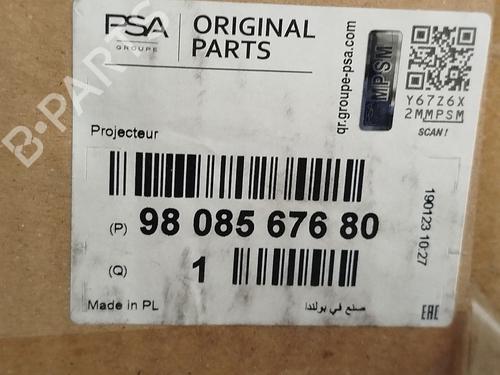 PSA
GROUPE
ORIGINAL
PARTS
qr.groupe-psa.com
PSA MPSM
Y67Z6X
2MMPSM
SCAN!
B-PARTS
Projecteur
(P) 98 085 676 80
(Q) 1
190123 10:27
Made in PL
صنع في بولندا
EAC